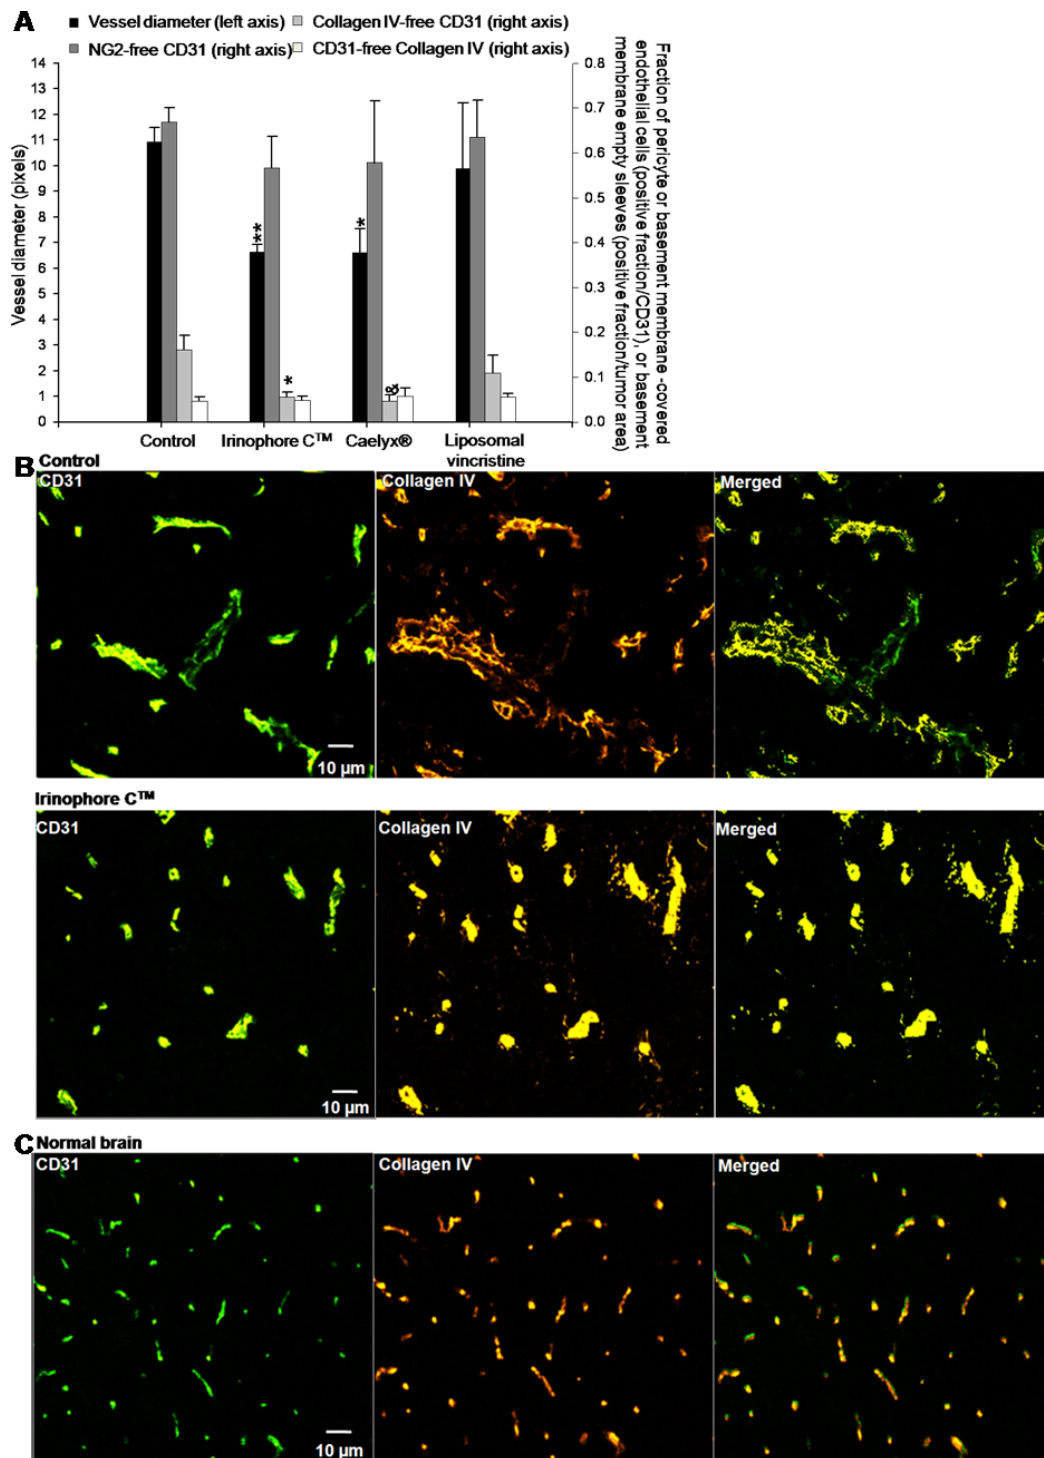 A
Vessel diameter (left axis)
Collagen IV-free CD31 (right axis)
NG2-free CD31 (right axis)
CD31-free Collagen IV (right axis)
Vessel diameter (pixels)
14
13
12
11
10
9
8
7
6
5
4
3
2
1
0
**
*
*
&
0.8
0.7
0.6
0.5
0.4
0.3
0.2
0.1
0.0
Fraction of pericyte or basement membrane -covered
endothelial cells (positive fraction/CD31), or basement
membrane empty sleeves (positive fraction/tumor area)
Control
Irinophore C™
Caelyx®
Liposomal
vincristine
B
Control
CD31
Collagen IV
Merged
10 µm
Irinophore C™
CD31
Collagen IV
Merged
10 µm
C
Normal brain
CD31
Collagen IV
Merged
10 µm